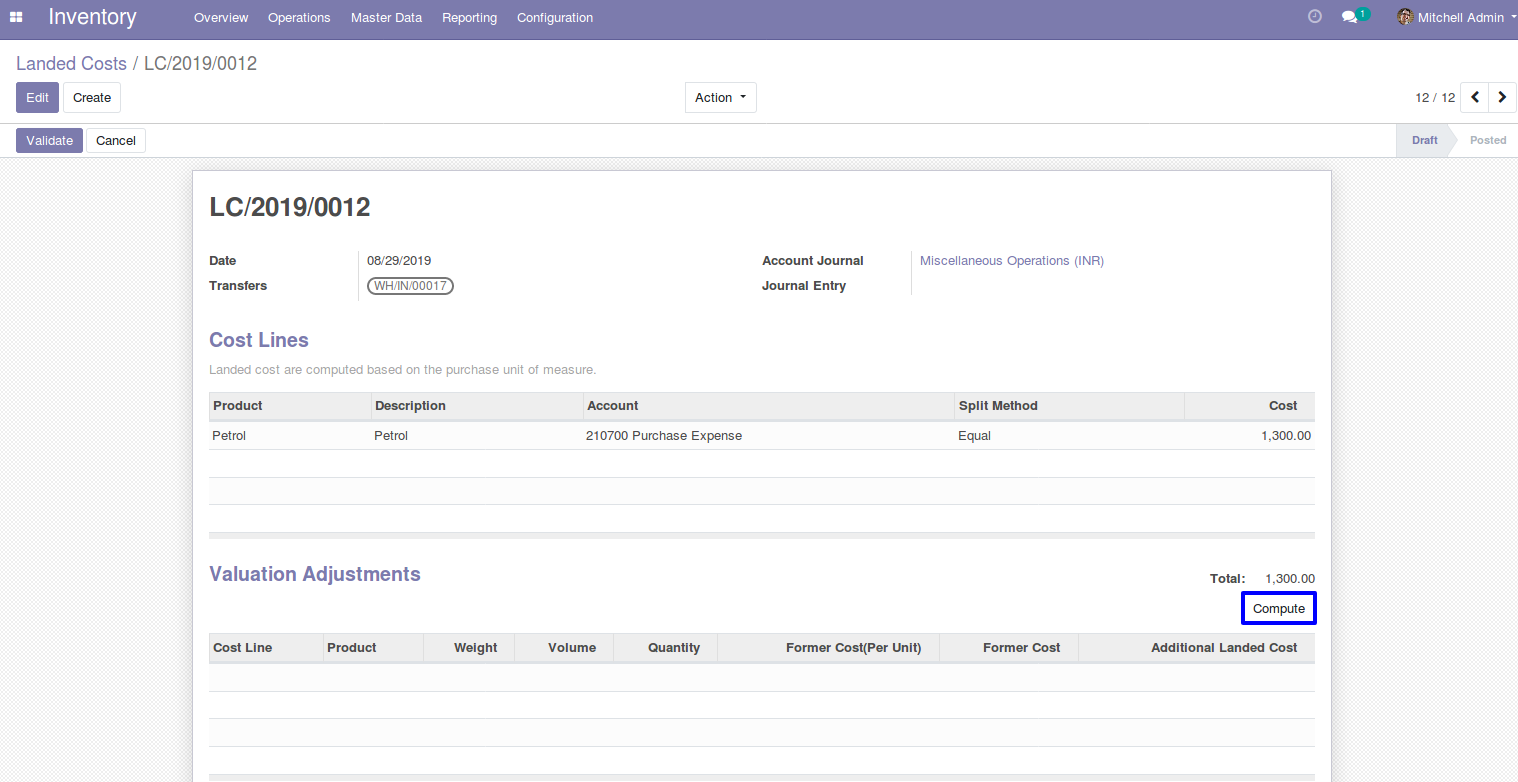 Inventory Overview Operations Master Data Reporting Configuration 1 Mitchell Admin
Landed Costs / LC/2019/0012
Edit Create Action 12 / 12
Validate Cancel Draft Posted
LC/2019/0012
Date 08/29/2019 Account Journal Miscellaneous Operations (INR)
Transfers WH/IN/00017 Journal Entry
Cost Lines
Landed cost are computed based on the purchase unit of measure.
Product Description Account Split Method Cost
Petrol Petrol 210700 Purchase Expense Equal 1,300.00
Valuation Adjustments Total: 1,300.00
Compute
Cost Line Product Weight Volume Quantity Former Cost(Per Unit) Former Cost Additional Landed Cost